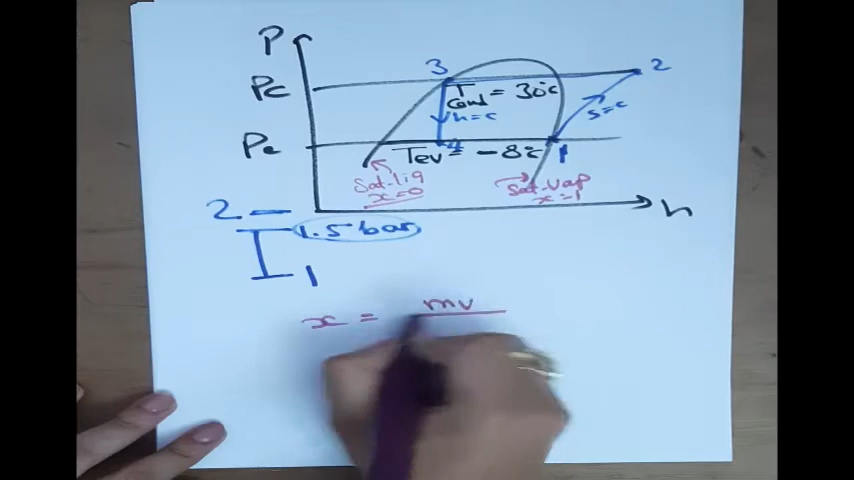 P
3
2
Pc
Tcond = 30°c
h=c
s=c
Pe
4
Tev = -8°c
1
Sat-liq
x=0
Sat-Vap
x=1
h
2
1.5 bar
1
x = mv